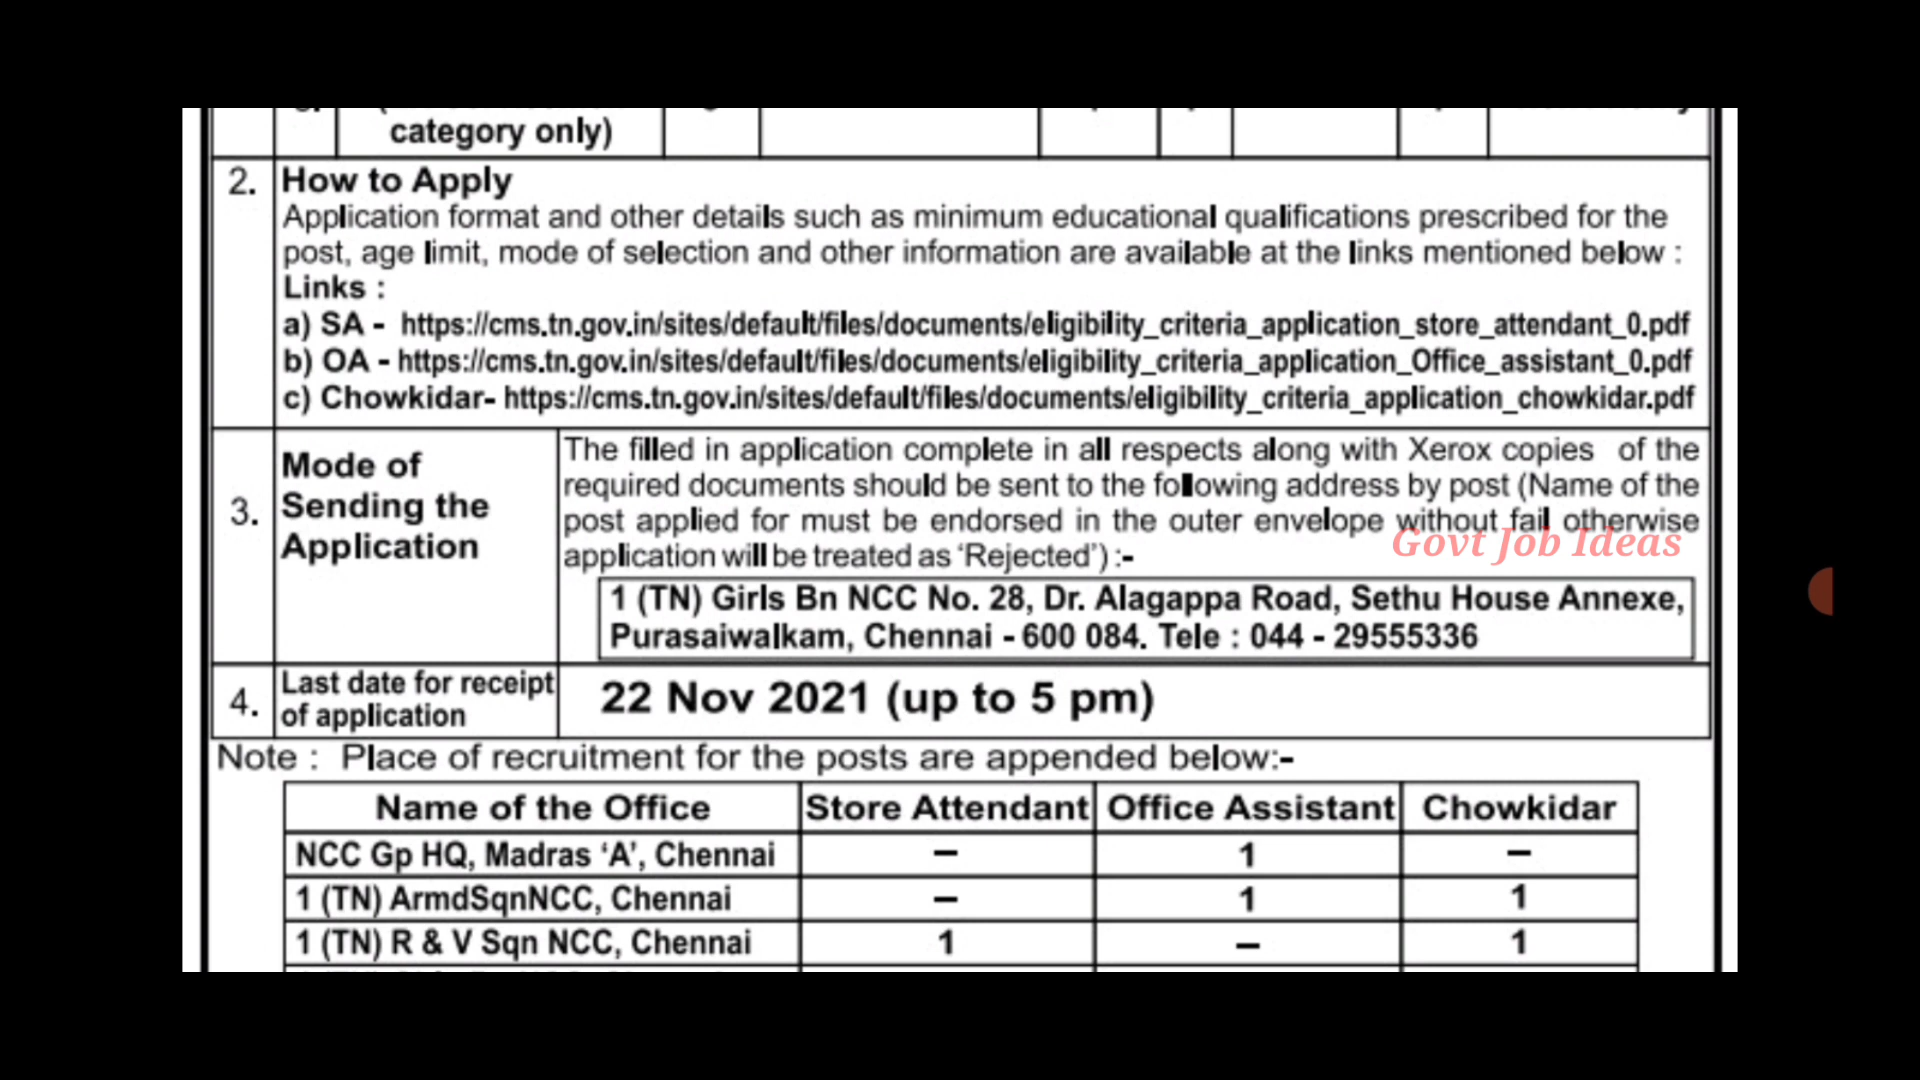 category only)
2. How to Apply
Application format and other details such as minimum educational qualifications prescribed for the
post, age limit, mode of selection and other information are available at the links mentioned below :
Links :
a) SA - https://cms.tn.gov.in/sites/default/files/documents/eligibility_criteria_application_store_attendant_0.pdf
b) OA - https://cms.tn.gov.in/sites/default/files/documents/eligibility_criteria_application_Office_assistant_0.pdf
c) Chowkidar- https://cms.tn.gov.in/sites/default/files/documents/eligibility_criteria_application_chowkidar.pdf
3. Mode of
Sending the
Application
The filled in application complete in all respects along with Xerox copies of the
required documents should be sent to the following address by post (Name of the
post applied for must be endorsed in the outer envelope without fail otherwise
application will be treated as ‘Rejected’) :-
Govt Job Ideas
1 (TN) Girls Bn NCC No. 28, Dr. Alagappa Road, Sethu House Annexe,
Purasaiwalkam, Chennai - 600 084. Tele : 044 - 29555336
4. Last date for receipt
of application
22 Nov 2021 (up to 5 pm)
Note : Place of recruitment for the posts are appended below:-
Name of the Office Store Attendant Office Assistant Chowkidar
NCC Gp HQ, Madras ‘A’, Chennai – 1 –
1 (TN) ArmdSqnNCC, Chennai – 1 1
1 (TN) R & V Sqn NCC, Chennai 1 – 1